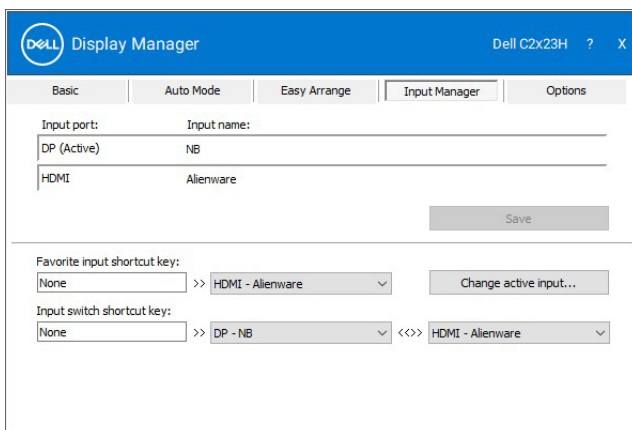 DELL Display Manager Dell C2x23H ? X
Basic Auto Mode Easy Arrange Input Manager Options
Input port: Input name:
DP (Active) NB
HDMI Alienware
Save
Favorite input shortcut key:
None >> HDMI - Alienware Change active input...
Input switch shortcut key:
None >> DP - NB <<>> HDMI - Alienware